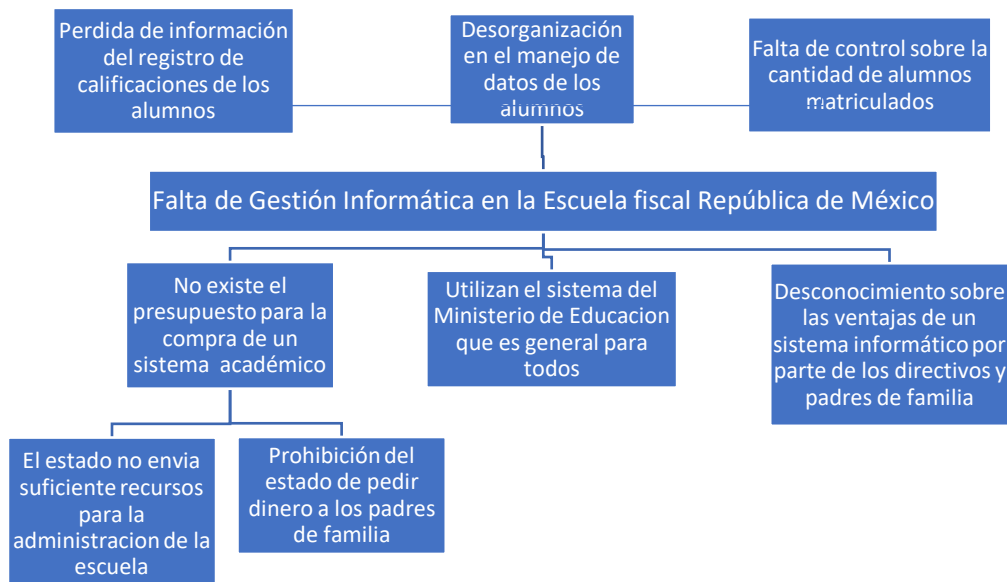 Perdida de información
del registro de
calificaciones de los
alumnos
Desorganización
en el manejo de
datos de los
alumnos
Falta de control sobre la
cantidad de alumnos
matriculados
Falta de Gestión Informática en la Escuela fiscal República de México
No existe el
presupuesto para la
compra de un
sistema académico
Utilizan el sistema del
Ministerio de Educacion
que es general para
todos
Desconocimiento sobre
las ventajas de un
sistema informático por
parte de los directivos y
padres de familia
El estado no envia
suficiente recursos
para la
administracion de la
escuela
Prohibición del
estado de pedir
dinero a los padres
de familia